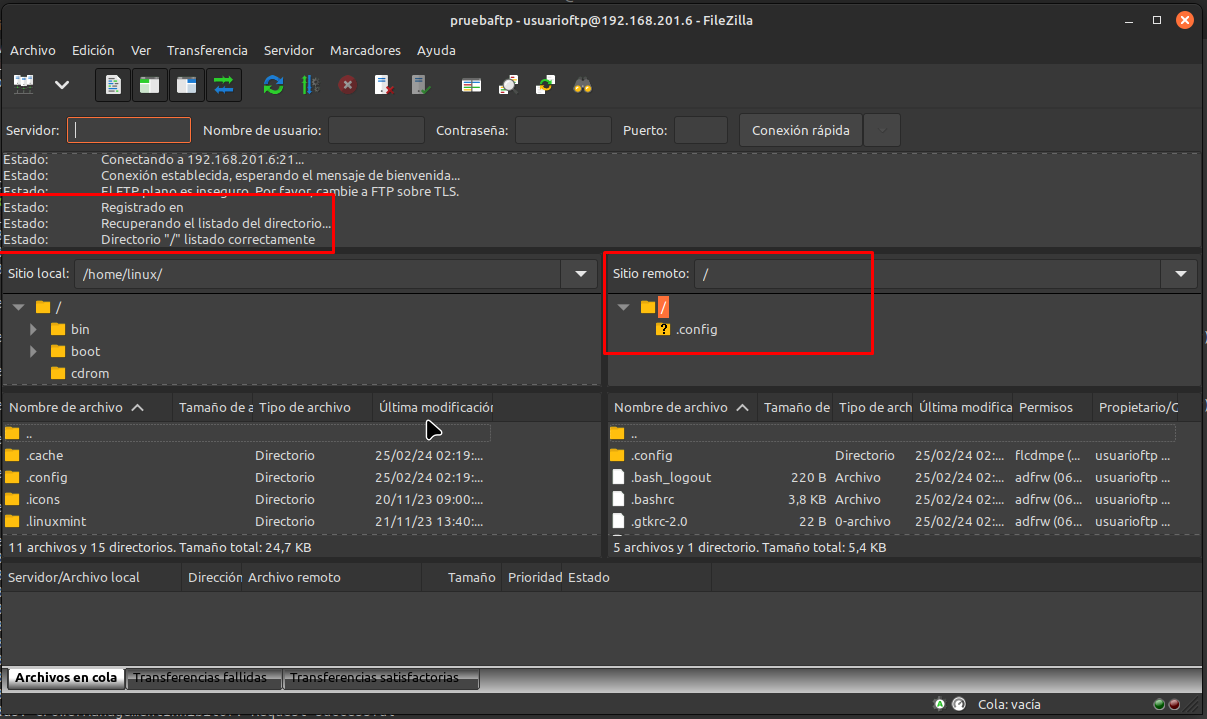 pruebaftp - usuarioftp@192.168.201.6 - FileZilla
Archivo Edición Ver Transferencia Servidor Marcadores Ayuda
Servidor: Nombre de usuario: Contraseña: Puerto: Conexión rápida
Estado: Conectando a 192.168.201.6:21...
Estado: Conexión establecida, esperando el mensaje de bienvenida...
Estado: El FTP plano es inseguro. Por favor, cambie a FTP sobre TLS.
Estado: Registrado en
Estado: Recuperando el listado del directorio...
Estado: Directorio "/" listado correctamente
Sitio local: /home/linux/
/
bin
boot
cdrom
Sitio remoto: /
/
.config
Nombre de archivo Tamaño de a Tipo de archivo Última modificación
..
.cache Directorio 25/02/24 02:19:...
.config Directorio 25/02/24 02:19:...
.icons Directorio 20/11/23 09:00:...
.linuxmint Directorio 21/11/23 13:40:...
11 archivos y 15 directorios. Tamaño total: 24,7 KB
Nombre de archivo Tamaño de Tipo de arch Última modifica Permisos Propietario/C
..
.config Directorio 25/02/24 02:... flcdmpe (... usuarioftp ...
.bash_logout 220 B Archivo 25/02/24 02:... adfrw (06... usuarioftp ...
.bashrc 3,8 KB Archivo 25/02/24 02:... adfrw (06... usuarioftp ...
.gtkrc-2.0 22 B 0-archivo 25/02/24 02:... adfrw (06... usuarioftp ...
5 archivos y 1 directorio. Tamaño total: 5,4 KB
Servidor/Archivo local Dirección Archivo remoto Tamaño Prioridad Estado
Archivos en cola Transferencias fallidas Transferencias satisfactorias
Cola: vacía